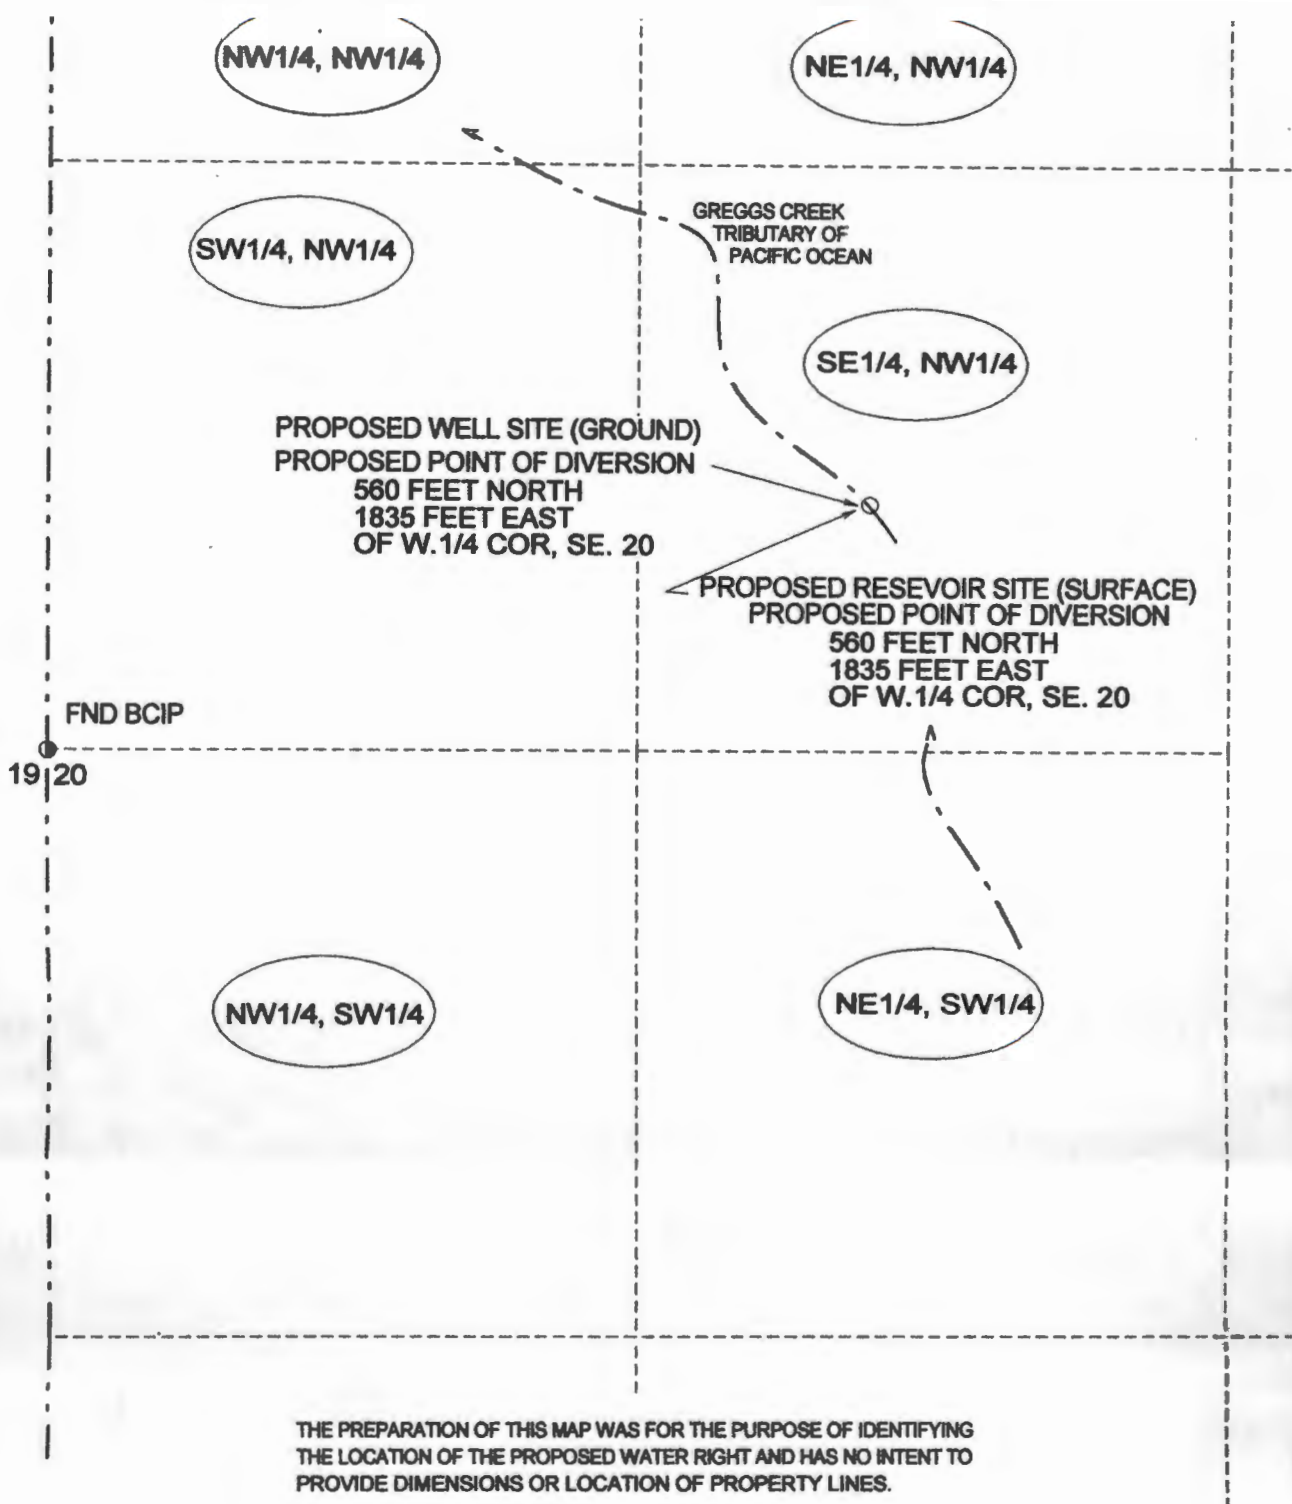 NW1/4, NW1/4
NE1/4, NW1/4
GREGGS CREEK
TRIBUTARY OF
PACIFIC OCEAN
SW1/4, NW1/4
SE1/4, NW1/4
PROPOSED WELL SITE (GROUND)
PROPOSED POINT OF DIVERSION
560 FEET NORTH
1835 FEET EAST
OF W.1/4 COR, SE. 20
PROPOSED RESEVOIR SITE (SURFACE)
PROPOSED POINT OF DIVERSION
560 FEET NORTH
1835 FEET EAST
OF W.1/4 COR, SE. 20
FND BCIP
19 20
NW1/4, SW1/4
NE1/4, SW1/4
THE PREPARATION OF THIS MAP WAS FOR THE PURPOSE OF IDENTIFYING
THE LOCATION OF THE PROPOSED WATER RIGHT AND HAS NO INTENT TO
PROVIDE DIMENSIONS OR LOCATION OF PROPERTY LINES.